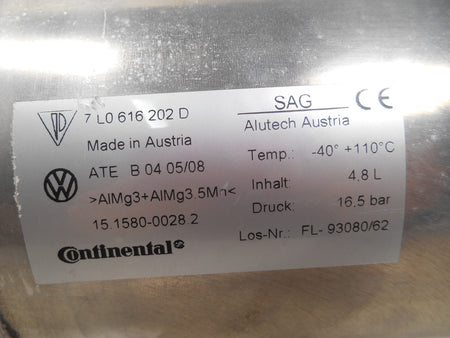 7 L0 616 202 D
Made in Austria
ATE B 04 05/08
>AlMg3+AlMg3.5Mn<
15.1580-0028.2
Continental
SAG CE
Alutech Austria
Temp.: -40° +110°C
Inhalt: 4.8 L
Druck: 16.5 bar
Los-Nr.: FL- 93080/62